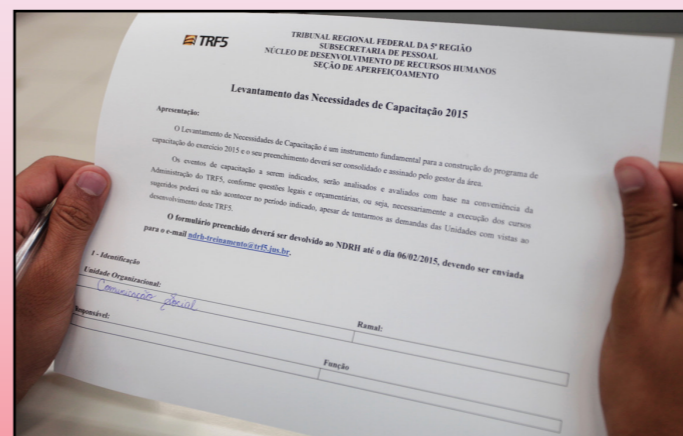 TRF5
TRIBUNAL REGIONAL FEDERAL DA 5ª REGIÃO
SUBSECRETARIA DE PESSOAL
NÚCLEO DE DESENVOLVIMENTO DE RECURSOS HUMANOS
SEÇÃO DE APERFEIÇOAMENTO
Levantamento das Necessidades de Capacitação 2015
Apresentação:
O Levantamento de Necessidades de Capacitação é um instrumento fundamental para a construção do programa de
capacitação do exercício 2015 e o seu preenchimento deverá ser consolidado e assinado pelo gestor da área.
Os eventos de capacitação a serem indicados, serão analisados e avaliados com base na conveniência da
Administração do TRF5, conforme questões legais e orçamentárias, ou seja, necessariamente a execução dos cursos
sugeridos poderá ou não acontecer no período indicado, apesar de tentarmos as demandas das Unidades com vistas ao
desenvolvimento deste TRF5.
O formulário preenchido deverá ser devolvido ao NDRH até o dia 06/02/2015, devendo ser enviada
para o e-mail ndrh-treinamento@trf5.jus.br.
1 - Identificação
Unidade Organizacional:
Comunicação Social
Ramal:
Responsável:
Função